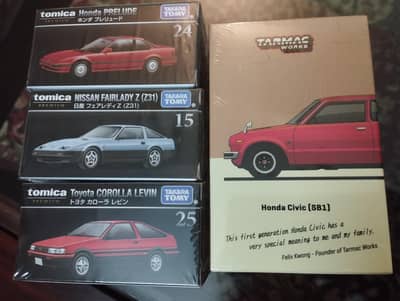 tomica Honda PRELUDE
PREMIUM ホンダ プレリュード
TAKARA TOMY
24
tomica NISSAN FAIRLADY Z (Z31)
PREMIUM 日産 フェアレディZ (Z31)
TAKARA TOMY
15
tomica Toyota COROLLA LEVIN
PREMIUM トヨタ カローラ レビン
TAKARA TOMY
25
TARMAC
WORKS
Honda Civic [SB1]
This first generation Honda Civic has a
very special meaning to me and my family.
Felix Kwong - Founder of Tarmac Works